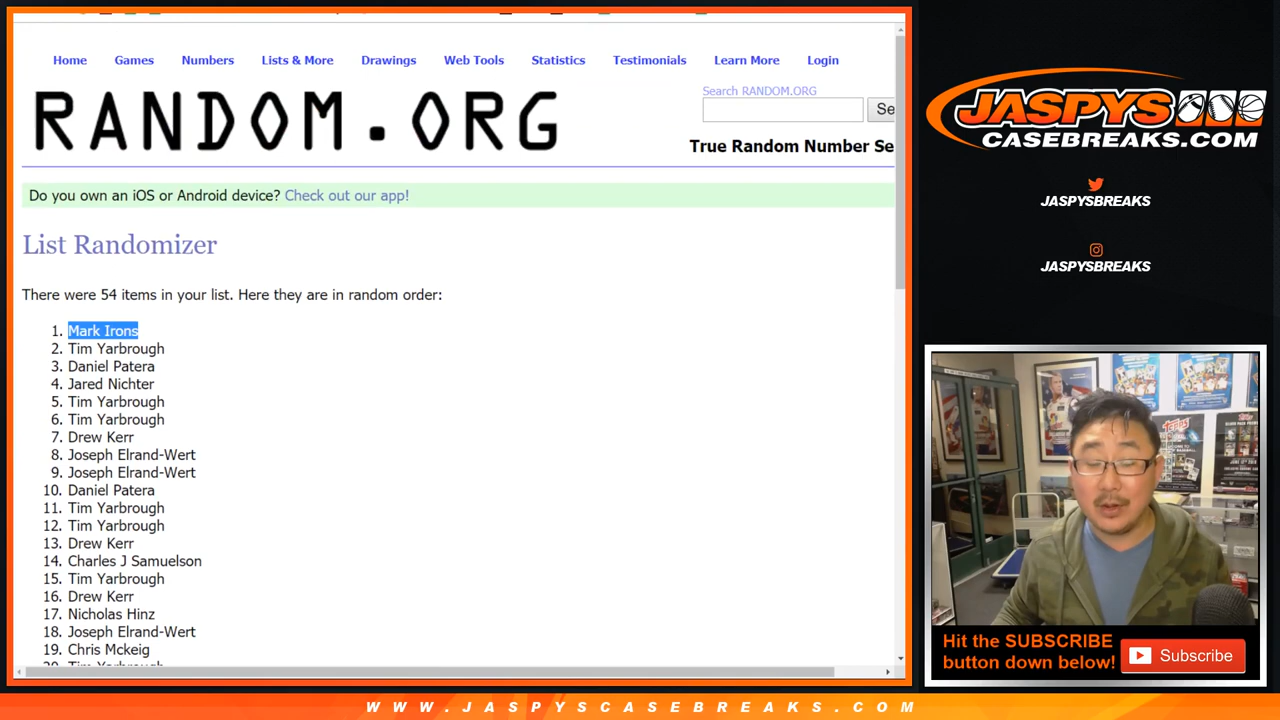 Home Games Numbers Lists & More Drawings Web Tools Statistics Testimonials Learn More Login
RANDOM.ORG
Search RANDOM.ORG
Se
True Random Number Se
Do you own an iOS or Android device? Check out our app!
List Randomizer
There were 54 items in your list. Here they are in random order:
1. Mark Irons
2. Tim Yarbrough
3. Daniel Patera
4. Jared Nichter
5. Tim Yarbrough
6. Tim Yarbrough
7. Drew Kerr
8. Joseph Elrand-Wert
9. Joseph Elrand-Wert
10. Daniel Patera
11. Tim Yarbrough
12. Tim Yarbrough
13. Drew Kerr
14. Charles J Samuelson
15. Tim Yarbrough
16. Drew Kerr
17. Nicholas Hinz
18. Joseph Elrand-Wert
19. Chris Mckeig
20. Tim Yarbrough
JASPYS
CASEBREAKS.COM
JASPYSBREAKS
JASPYSBREAKS
Topps
Hit the SUBSCRIBE
button down below!
Subscribe
WWW.JASPYSCASEBREAKS.COM